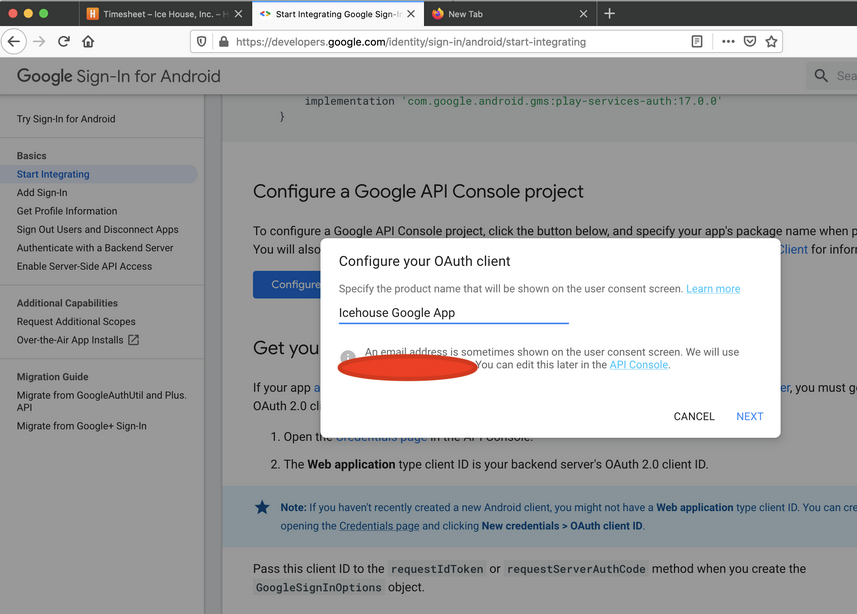 Timesheet – Ice House, Inc. – H
Start Integrating Google Sign-In
New Tab
https://developers.google.com/identity/sign-in/android/start-integrating
Google Sign-In for Android
Sea
Try Sign-In for Android
Basics
Start Integrating
Add Sign-In
Get Profile Information
Sign Out Users and Disconnect Apps
Authenticate with a Backend Server
Enable Server-Side API Access
Additional Capabilities
Request Additional Scopes
Over-the-Air App Installs
Migration Guide
Migrate from GoogleAuthUtil and Plus.
API
Migrate from Google+ Sign-In
implementation 'com.google.android.gms:play-services-auth:17.0.0'
}
Configure a Google API Console project
To configure a Google API Console project, click the button below, and specify your app's package name when p
You will also
Client for infor
Configure
Configure your OAuth client
Specify the product name that will be shown on the user consent screen. Learn more
Icehouse Google App
An email address is sometimes shown on the user consent screen. We will use
You can edit this later in the API Console.
CANCEL NEXT
Get you
If your app a
er, you must g
OAuth 2.0 cl
1. Open the Credentials page in the API Console.
2. The Web application type client ID is your backend server's OAuth 2.0 client ID.
Note: If you haven't recently created a new Android client, you might not have a Web application type client ID. You can cre
opening the Credentials page and clicking New credentials > OAuth client ID.
Pass this client ID to the requestIdToken or requestServerAuthCode method when you create the
GoogleSignInOptions object.